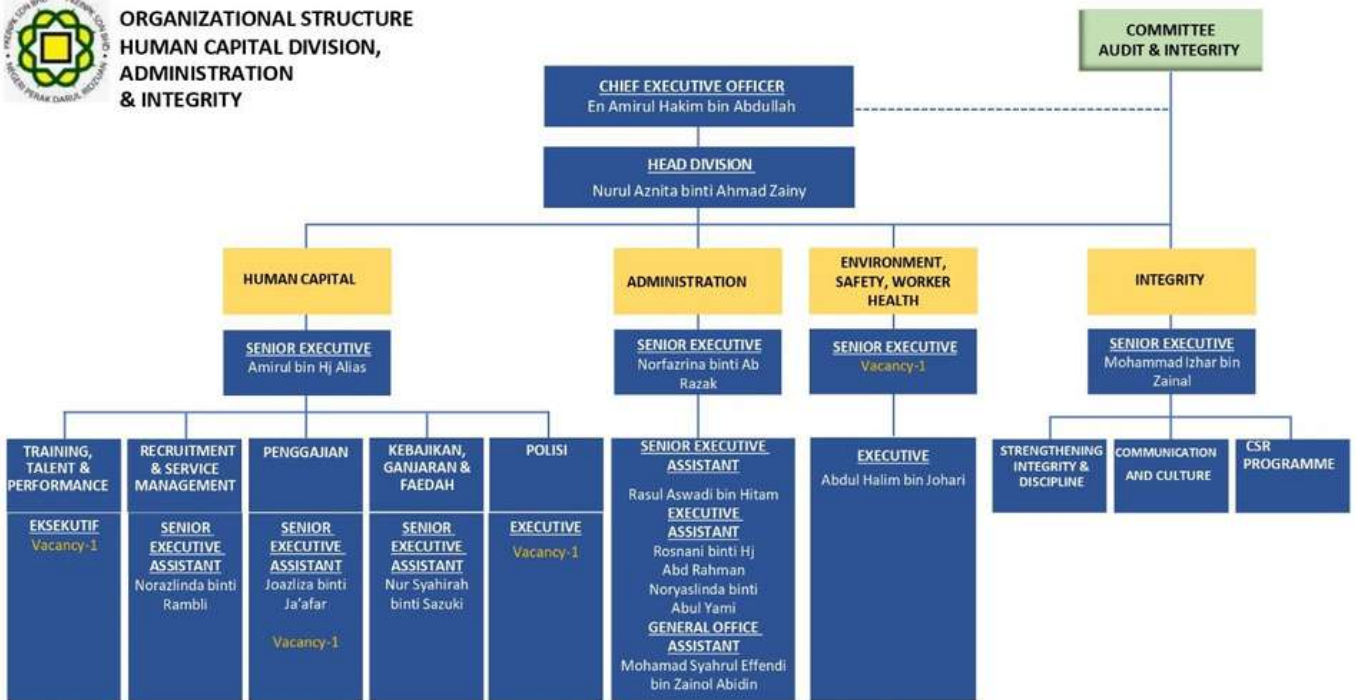 ORGANIZATIONAL STRUCTURE
HUMAN CAPITAL DIVISION,
ADMINISTRATION
& INTEGRITY
COMMITTEE
AUDIT & INTEGRITY
CHIEF EXECUTIVE OFFICER
En Amirul Hakim bin Abdullah
HEAD DIVISION
Nurul Aznita binti Ahmad Zainy
HUMAN CAPITAL
ADMINISTRATION
ENVIRONMENT,
SAFETY, WORKER
HEALTH
INTEGRITY
SENIOR EXECUTIVE
Amirul bin Hj Alias
SENIOR EXECUTIVE
Norfazrina binti Ab
Razak
SENIOR EXECUTIVE
Vacancy-1
SENIOR EXECUTIVE
Mohammad Izhar bin
Zainal
TRAINING,
TALENT &
PERFORMANCE
EKSEKUTIF
Vacancy-1
RECRUITMENT
& SERVICE
MANAGEMENT
SENIOR
EXECUTIVE
ASSISTANT
Norazlinda binti
Rambli
PENGGAJIAN
SENIOR
EXECUTIVE
ASSISTANT
Joazliza binti
Ja'afar
Vacancy-1
KEBAJIKAN,
GANJARAN &
FAEDAH
SENIOR
EXECUTIVE
ASSISTANT
Nur Syahirah
binti Sazuki
POLISI
EXECUTIVE
Vacancy-1
SENIOR EXECUTIVE
ASSISTANT
Rasul Aswadi bin Hitam
EXECUTIVE
ASSISTANT
Rosnani binti Hj
Abd Rahman
Noryaslinda binti
Abul Yami
GENERAL OFFICE
ASSISTANT
Mohamad Syahrul Effendi
bin Zainol Abidin
EXECUTIVE
Abdul Halim bin Johari
STRENGTHENING
INTEGRITY &
DISCIPLINE
COMMUNICATION
AND CULTURE
CSR
PROGRAMME
NEGERI PERAK DARUL RIDZUAN